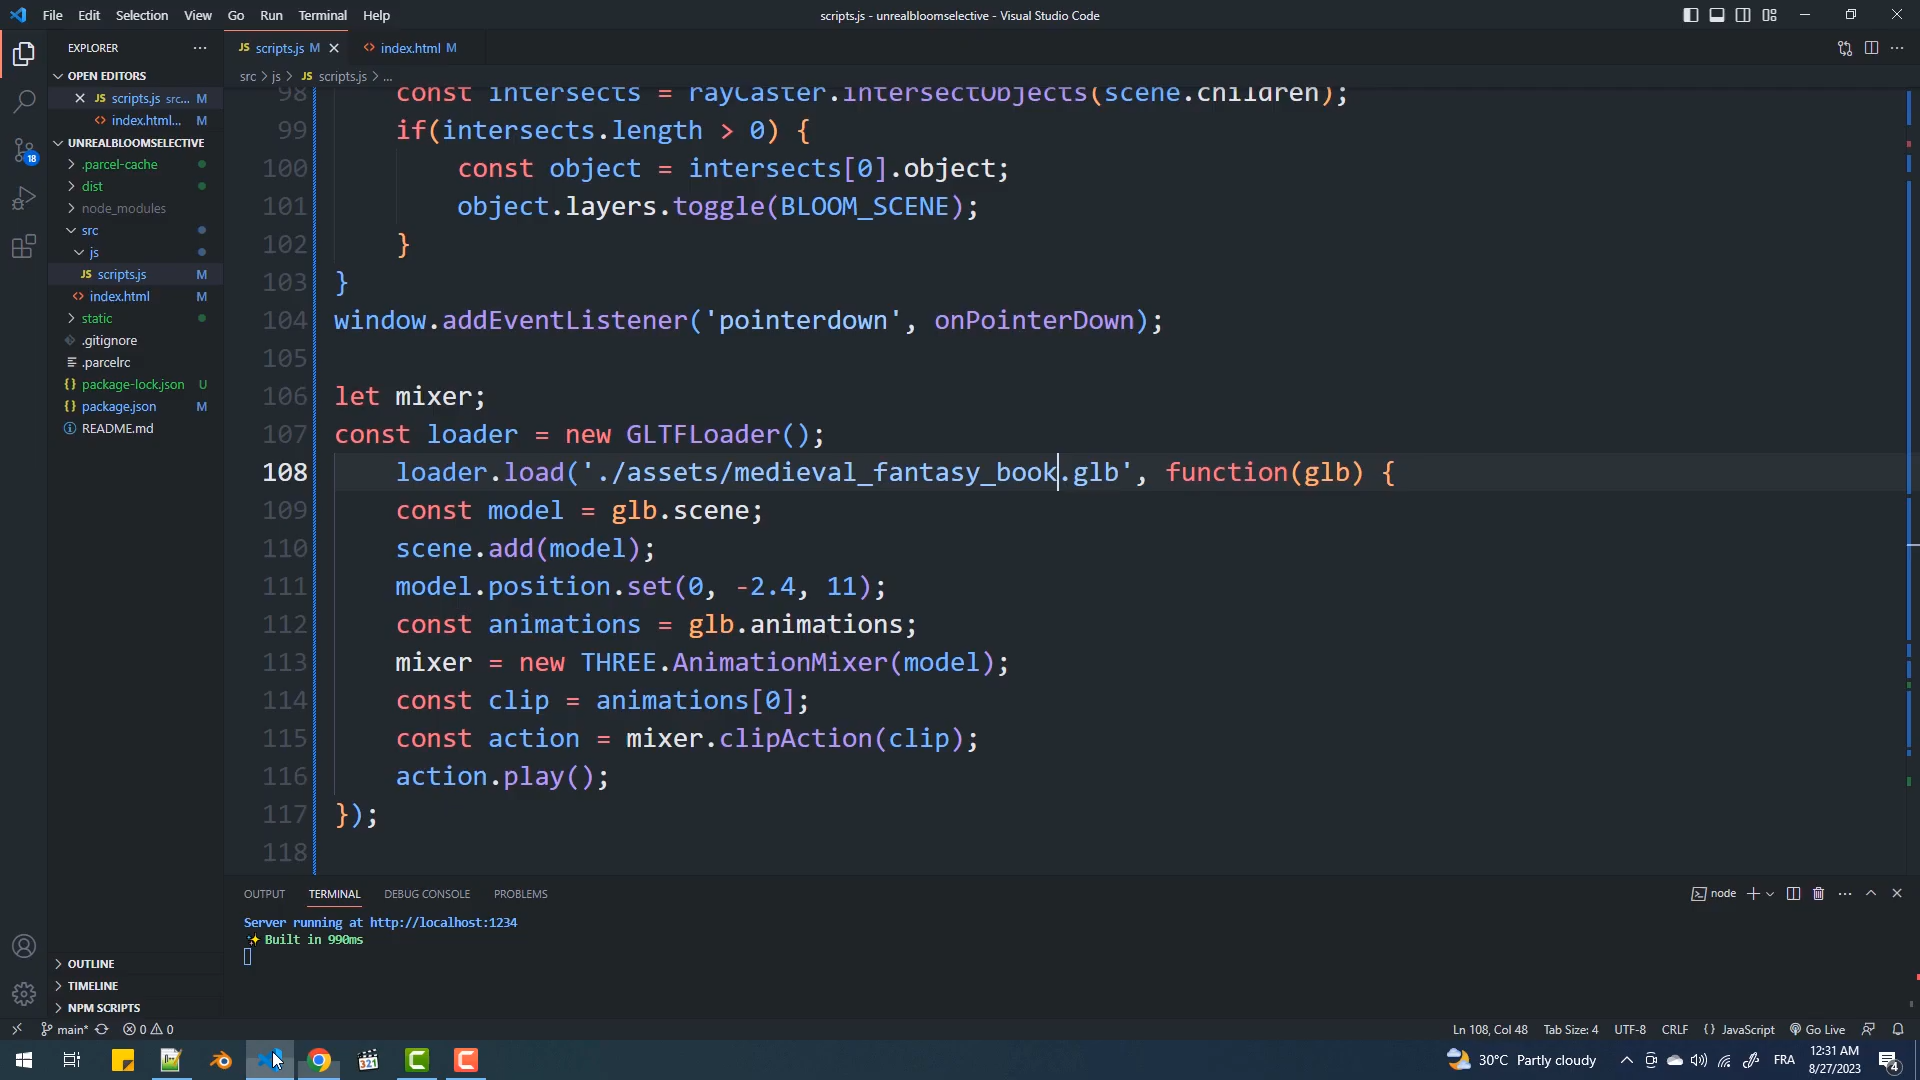 File Edit Selection View Go Run Terminal Help
scripts.js - unrealbloomselective - Visual Studio Code
EXPLORER
OPEN EDITORS
JS scripts.js src... M
<> index.html... M
UNREALBLOOMSELECTIVE
.parcel-cache
dist
node_modules
src
js
JS scripts.js M
<> index.html M
static
.gitignore
.parcelrc
{} package-lock.json U
{} package.json M
README.md
OUTLINE
TIMELINE
NPM SCRIPTS
JS scripts.js M
<> index.html M
src > js > JS scripts.js > ...
98 const intersects = rayCaster.intersectObjects(scene.children);
99 if(intersects.length > 0) {
100 const object = intersects[0].object;
101 object.layers.toggle(BLOOM_SCENE);
102 }
103 }
104 window.addEventListener('pointerdown', onPointerDown);
105
106 let mixer;
107 const loader = new GLTFLoader();
108 loader.load('./assets/medieval_fantasy_book.glb', function(glb) {
109 const model = glb.scene;
110 scene.add(model);
111 model.position.set(0, -2.4, 11);
112 const animations = glb.animations;
113 mixer = new THREE.AnimationMixer(model);
114 const clip = animations[0];
115 const action = mixer.clipAction(clip);
116 action.play();
117 });
118
OUTPUT TERMINAL DEBUG CONSOLE PROBLEMS
node
Server running at http://localhost:1234
✨ Built in 990ms
18
main* 0 0
Ln 108, Col 48 Tab Size: 4 UTF-8 CRLF {} JavaScript Go Live
321
30°C Partly cloudy
FRA
12:31 AM
8/27/2023
4